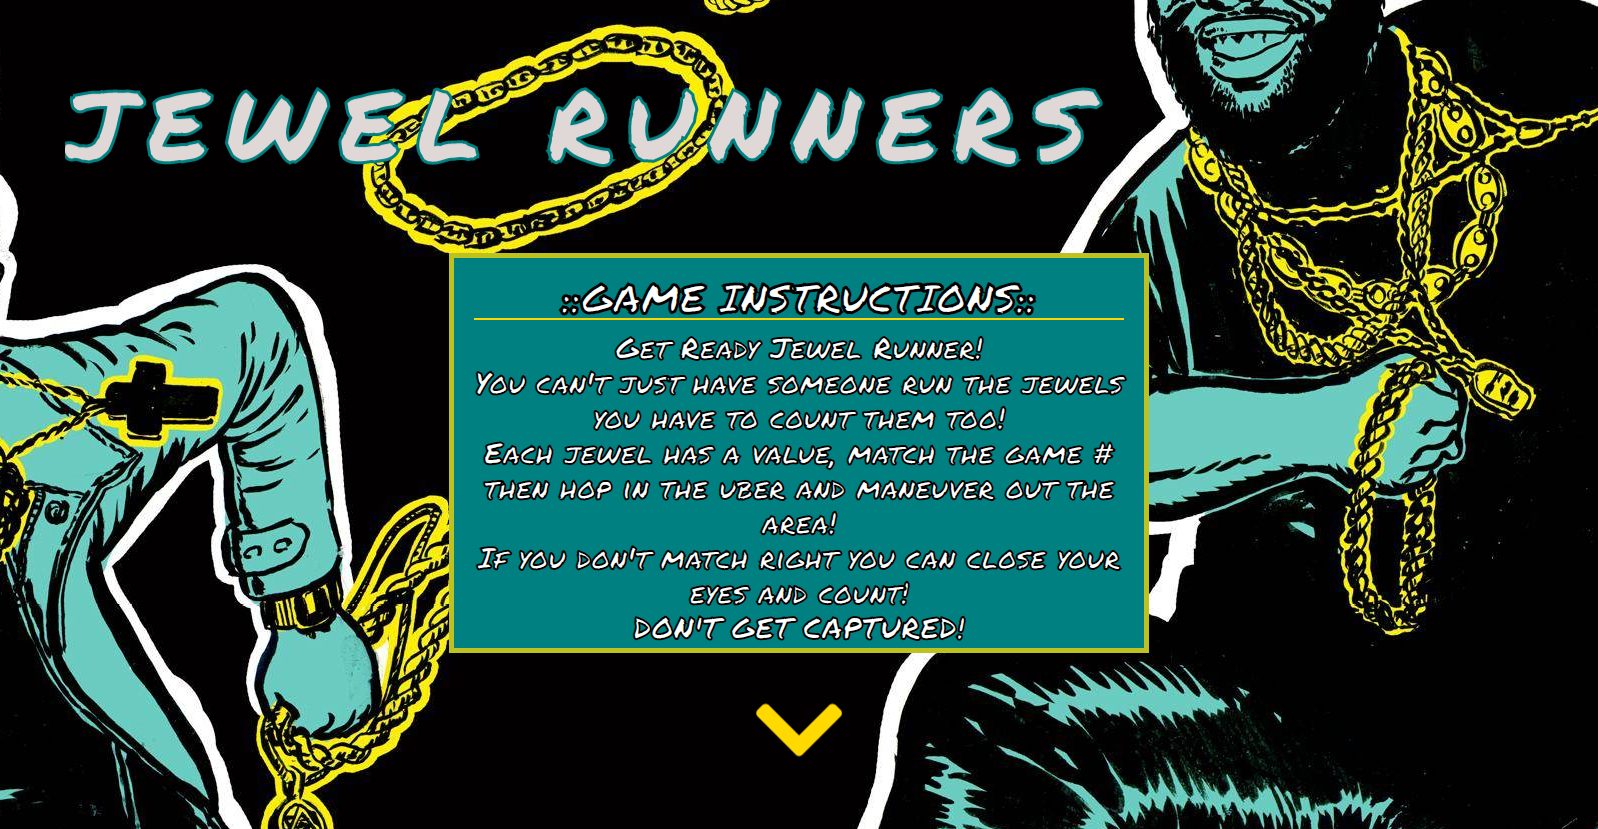 JEWEL RUNNERS
::GAME INSTRUCTIONS::
GET READY JEWEL RUNNER!
YOU CAN'T JUST HAVE SOMEONE RUN THE JEWELS
YOU HAVE TO COUNT THEM TOO!
EACH JEWEL HAS A VALUE, MATCH THE GAME #
THEN HOP IN THE UBER AND MANEUVER OUT THE
AREA!
IF YOU DON'T MATCH RIGHT YOU CAN CLOSE YOUR
EYES AND COUNT!
DON'T GET CAPTURED!